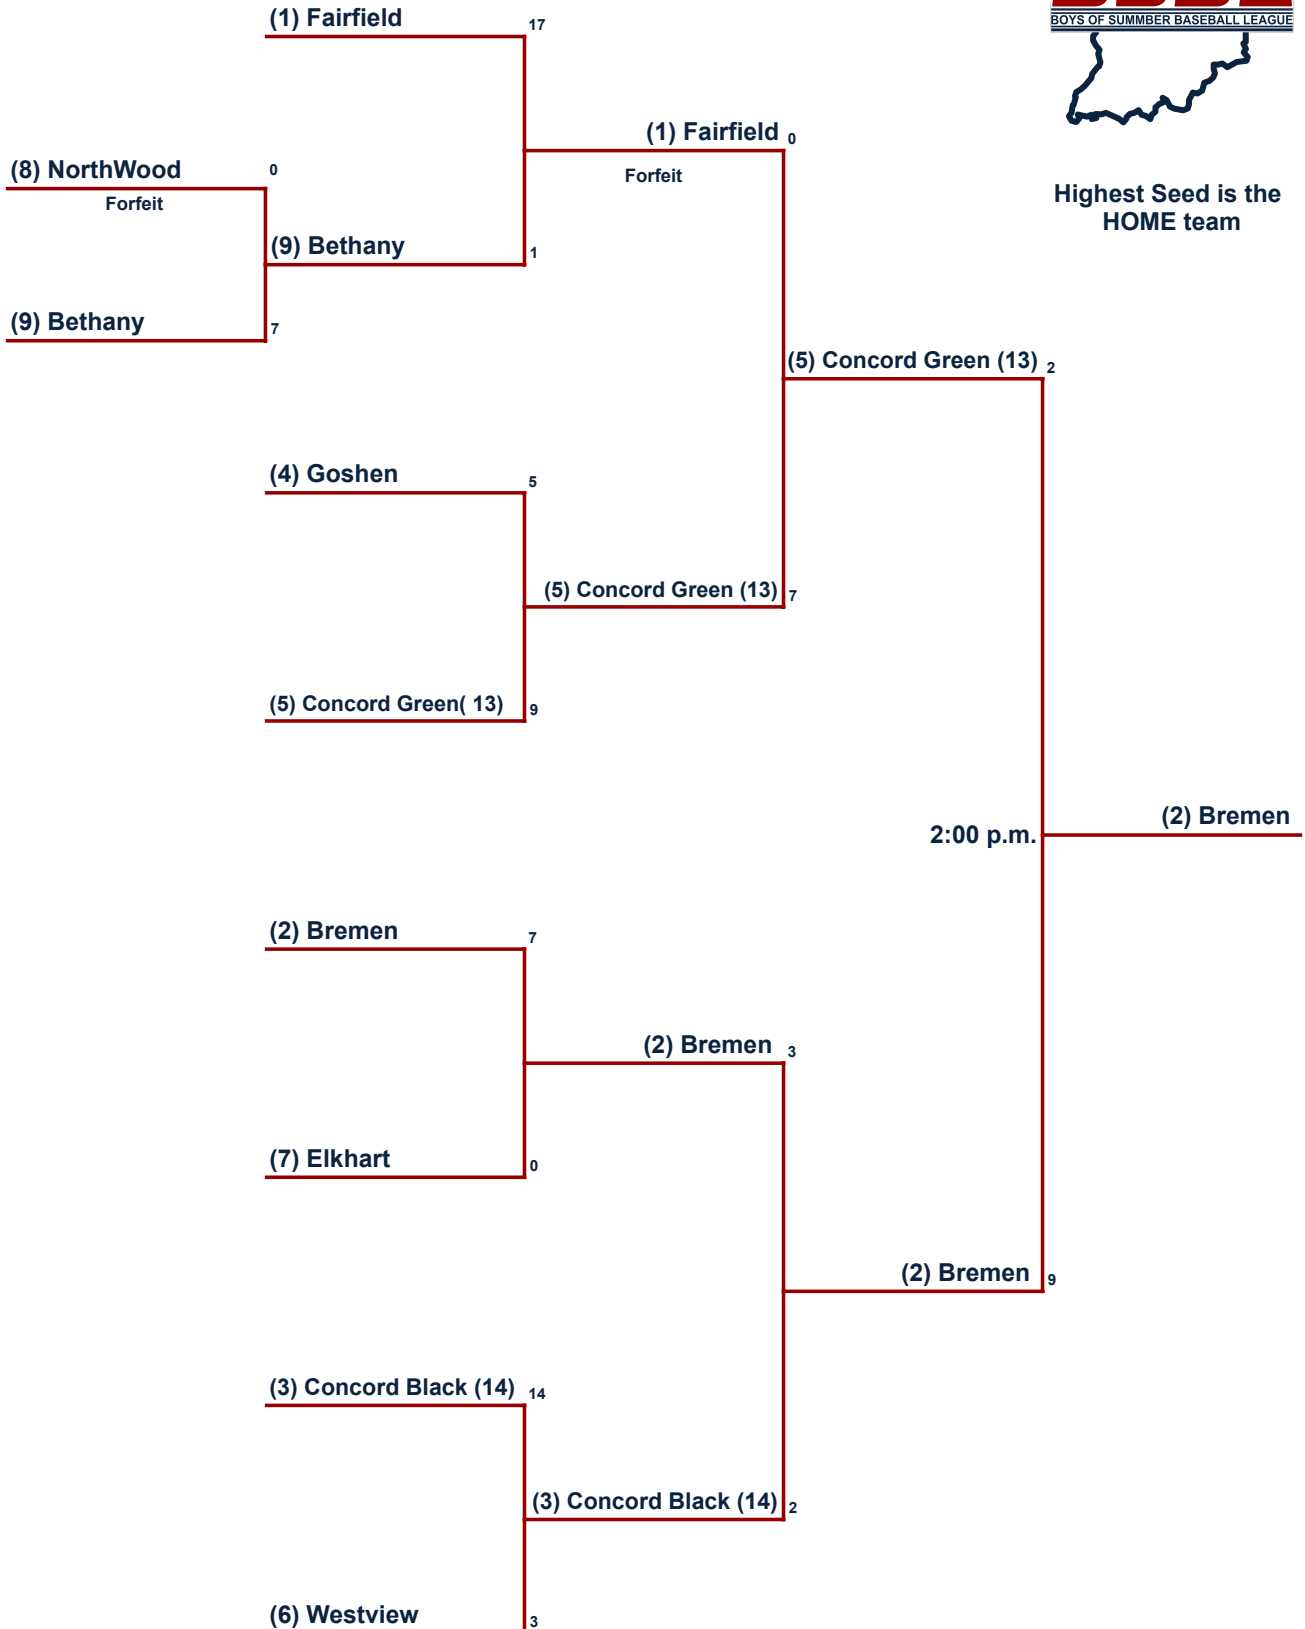 (1) Fairfield
17
BOYS OF SUMMBER BASEBALL LEAGUE
(1) Fairfield
0
Forfeit
(8) NorthWood
0
Forfeit
Highest Seed is the
HOME team
(9) Bethany
1
(9) Bethany
7
(5) Concord Green (13)
2
(4) Goshen
5
(5) Concord Green (13)
7
(5) Concord Green( 13)
9
(2) Bremen
2:00 p.m.
(2) Bremen
7
(2) Bremen
3
(7) Elkhart
0
(2) Bremen
9
(3) Concord Black (14)
14
(3) Concord Black (14)
2
(6) Westview
3